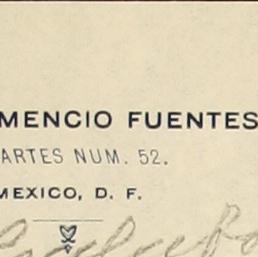 MENCIO FUENTES
ARTES NUM. 52.
MEXICO, D. F.